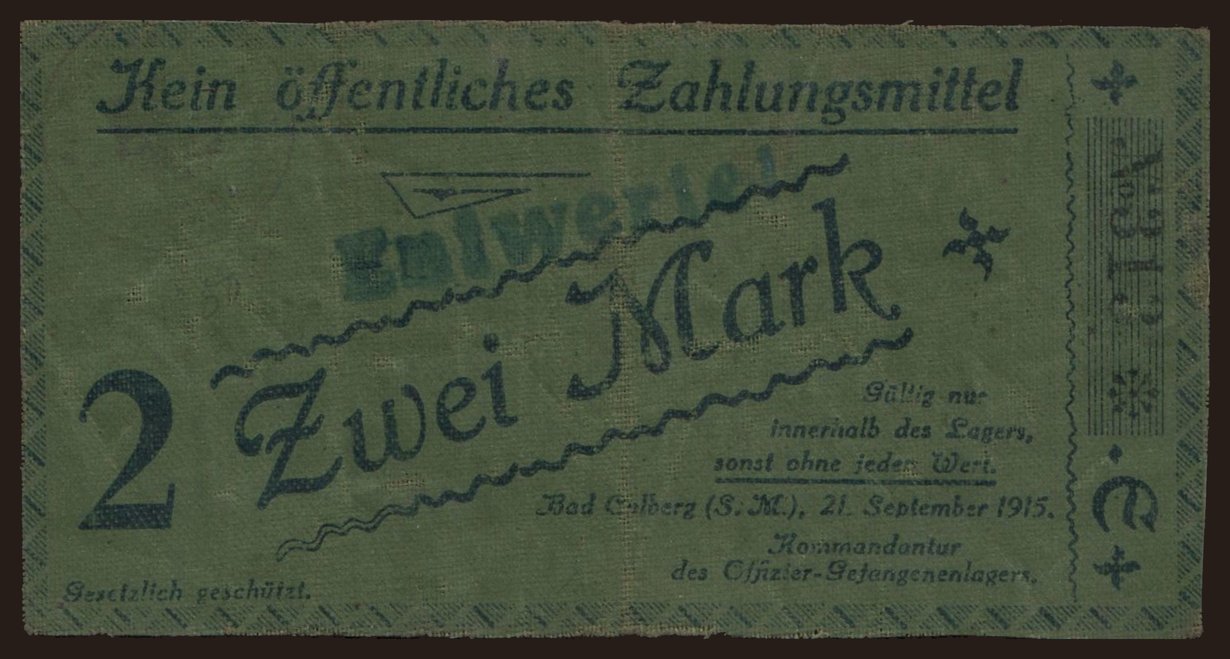 Kein öffentliches Zahlungsmittel
Entwertet
2 Zwei Mark
Gültig nur
innerhalb des Lagers,
sonst ohne jeden Wert.
Bad Colberg (S. M.), 21. September 1915.
Kommandantur
des Offizier-Gefangenenlagers.
Gesetzlich geschützt.